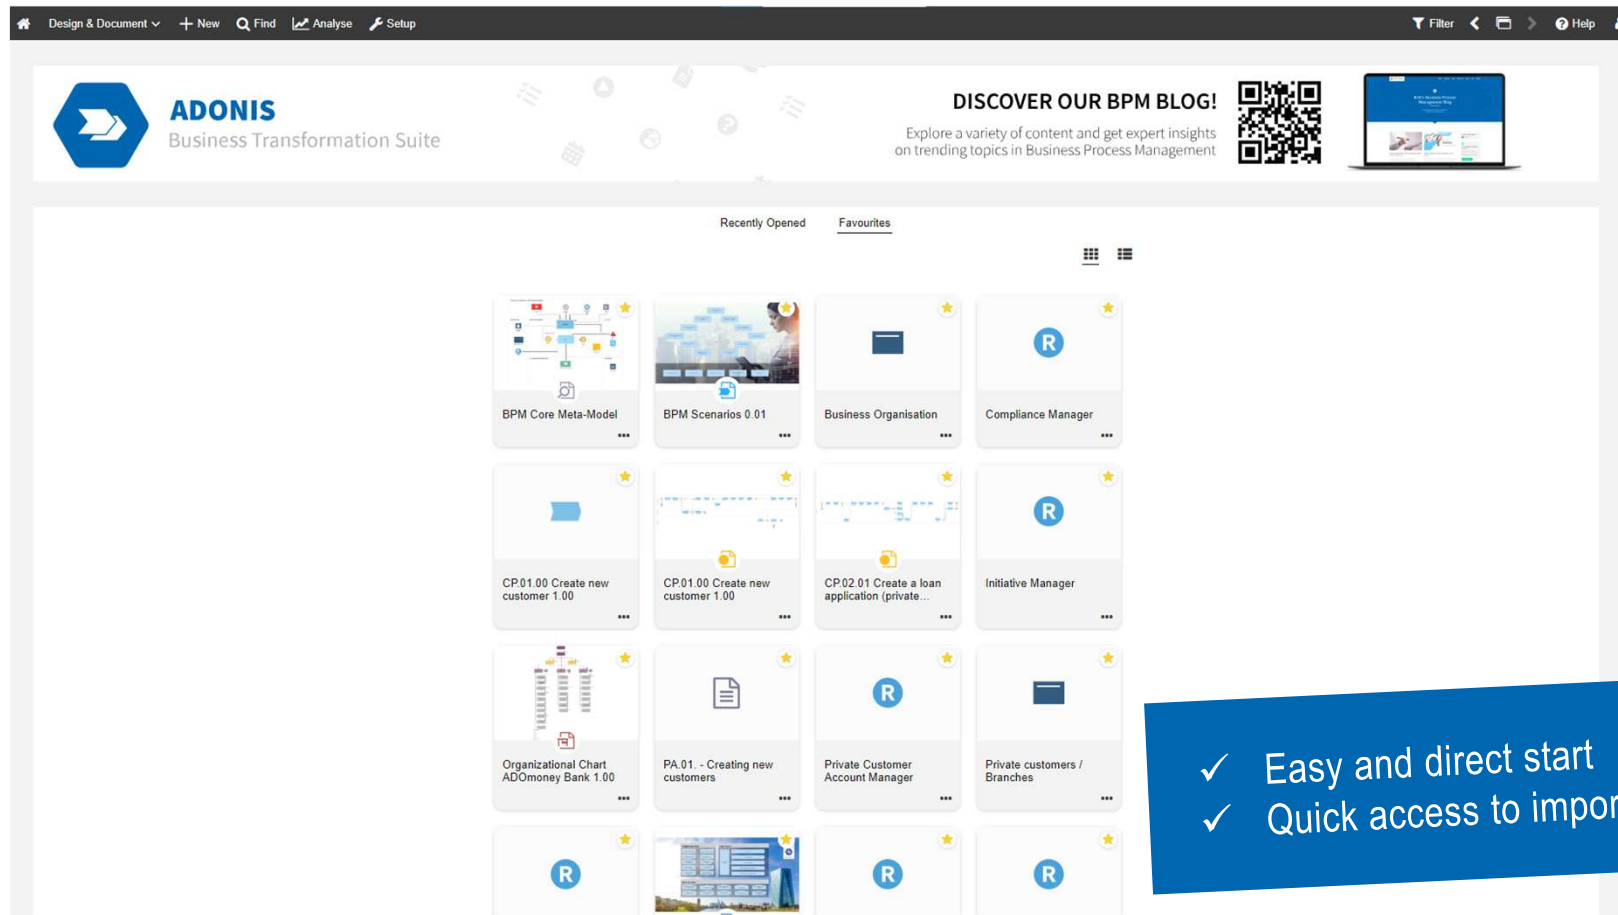 Design & Document
New
Find
Analyse
Setup
Filter
Help
ADONIS
Business Transformation Suite
DISCOVER OUR BPM BLOG!
Explore a variety of content and get expert insights
on trending topics in Business Process Management
Recently Opened
Favourites
BPM Core Meta-Model
BPM Scenarios 0.01
Business Organisation
R
Compliance Manager
CP.01.00 Create new
customer 1.00
CP.01.00 Create new
customer 1.00
CP.02.01 Create a loan
application (private...
R
Initiative Manager
Organizational Chart
ADOmoney Bank 1.00
PA.01. - Creating new
customers
R
Private Customer
Account Manager
Private customers /
Branches
✓ Easy and direct start
✓ Quick access to impor
R
R
R